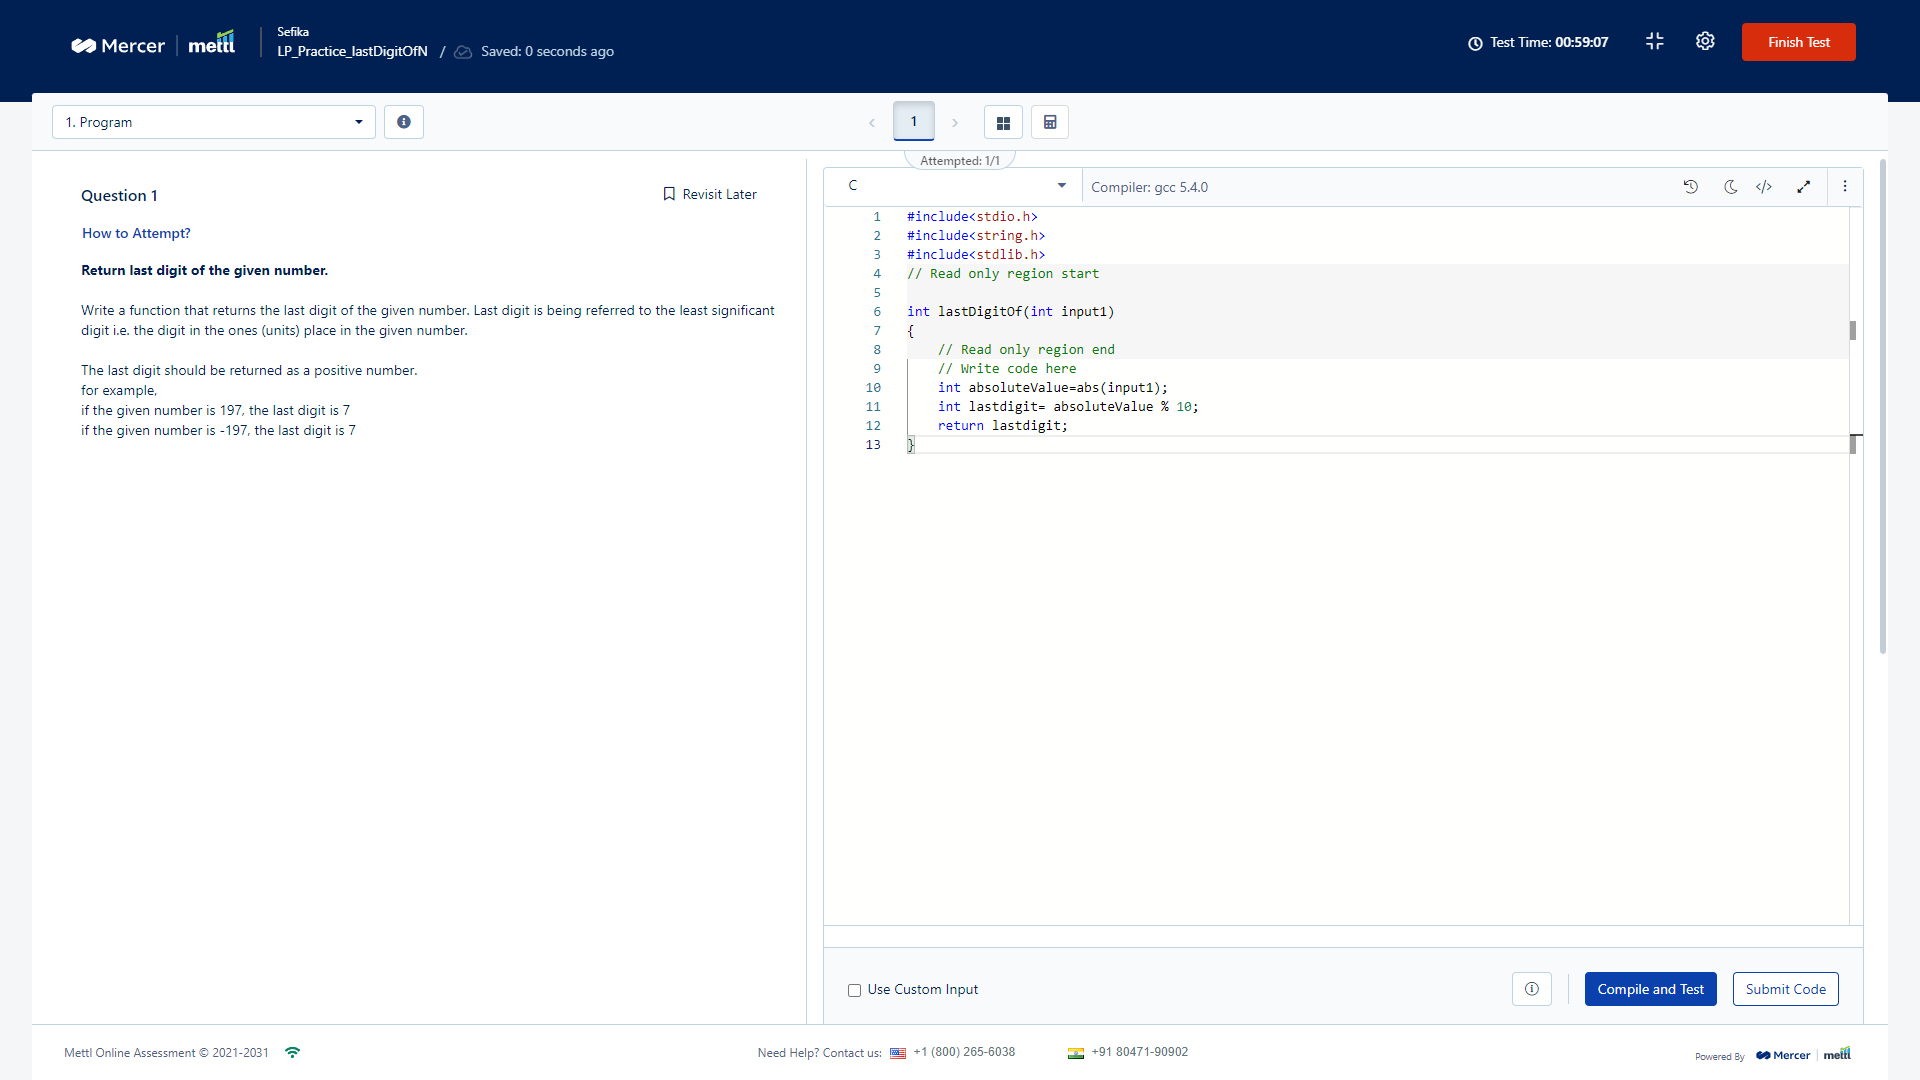 Mercer | mettl
Sefika
LP_Practice_lastDigitOfN / Saved: 0 seconds ago
Test Time: 00:59:07
Finish Test
1. Program
1
Attempted: 1/1
Question 1
Revisit Later
How to Attempt?
Return last digit of the given number.
Write a function that returns the last digit of the given number. Last digit is being referred to the least significant
digit i.e. the digit in the ones (units) place in the given number.
The last digit should be returned as a positive number.
for example,
if the given number is 197, the last digit is 7
if the given number is -197, the last digit is 7
C
Compiler: gcc 5.4.0
1 #include<stdio.h>
2 #include<string.h>
3 #include<stdlib.h>
4 // Read only region start
5
6 int lastDigitOf(int input1)
7 {
8 // Read only region end
9 // Write code here
10 int absoluteValue=abs(input1);
11 int lastdigit= absoluteValue % 10;
12 return lastdigit;
13 }
Use Custom Input
Compile and Test
Submit Code
Mettl Online Assessment © 2021-2031
Need Help? Contact us: +1 (800) 265-6038
+91 80471-90902
Powered By Mercer | mettl